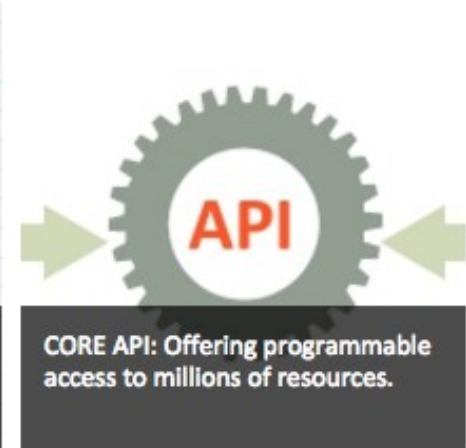 API
CORE API: Offering programmable
access to millions of resources.